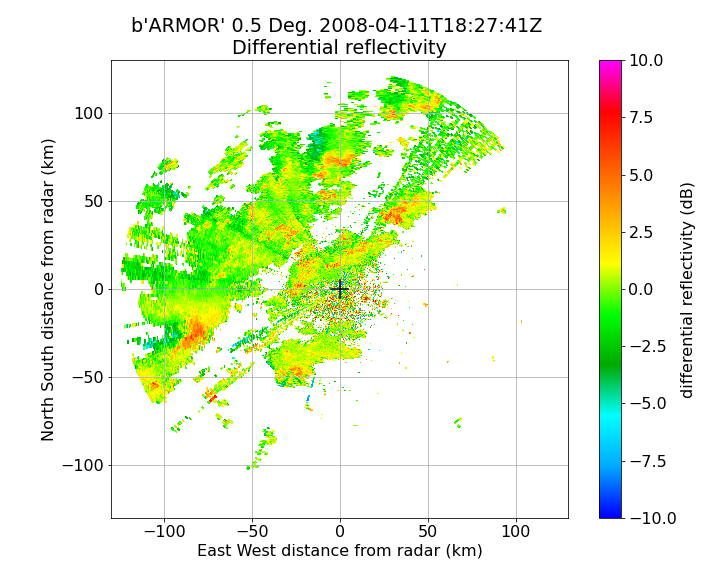 b'ARMOR' 0.5 Deg. 2008-04-11T18:27:41Z
Differential reflectivity
North South distance from radar (km)
100
50
0
−50
−100
−100 −50 0 50 100
East West distance from radar (km)
10.0
7.5
5.0
2.5
0.0
−2.5
−5.0
−7.5
−10.0
differential reflectivity (dB)